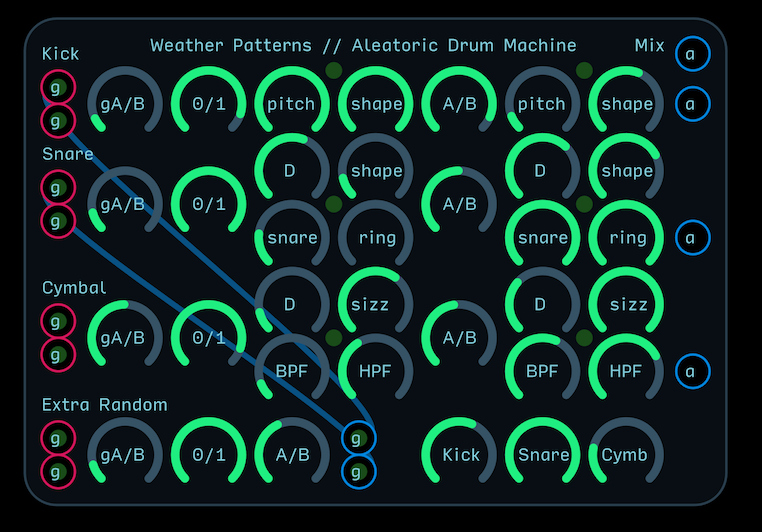 Weather Patterns // Aleatoric Drum Machine
Mix a
Kick
g gA/B 0/1 pitch shape A/B pitch shape a
g
Snare
D shape D shape
g gA/B 0/1 A/B
g
snare ring snare ring a
Cymbal
D sizz D sizz
g gA/B 0/1 A/B
g
BPF HPF BPF HPF a
Extra Random
g gA/B 0/1 A/B g Kick Snare Cymb
g g